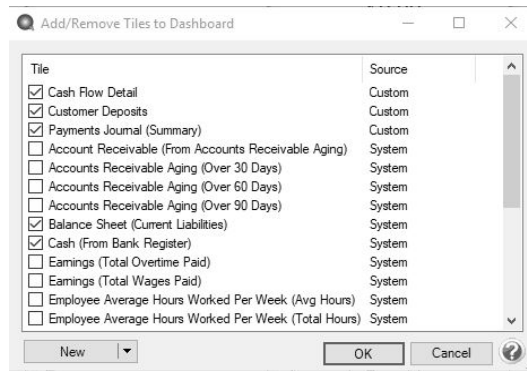 Add/Remove Tiles to Dashboard
Tile Source
Cash Flow Detail Custom
Customer Deposits Custom
Payments Journal (Summary) Custom
Account Receivable (From Accounts Receivable Aging) System
Accounts Receivable Aging (Over 30 Days) System
Accounts Receivable Aging (Over 60 Days) System
Accounts Receivable Aging (Over 90 Days) System
Balance Sheet (Current Liabilities) System
Cash (From Bank Register) System
Earnings (Total Overtime Paid) System
Earnings (Total Wages Paid) System
Employee Average Hours Worked Per Week (Avg Hours) System
Employee Average Hours Worked Per Week (Total Hours) System
New OK Cancel ?